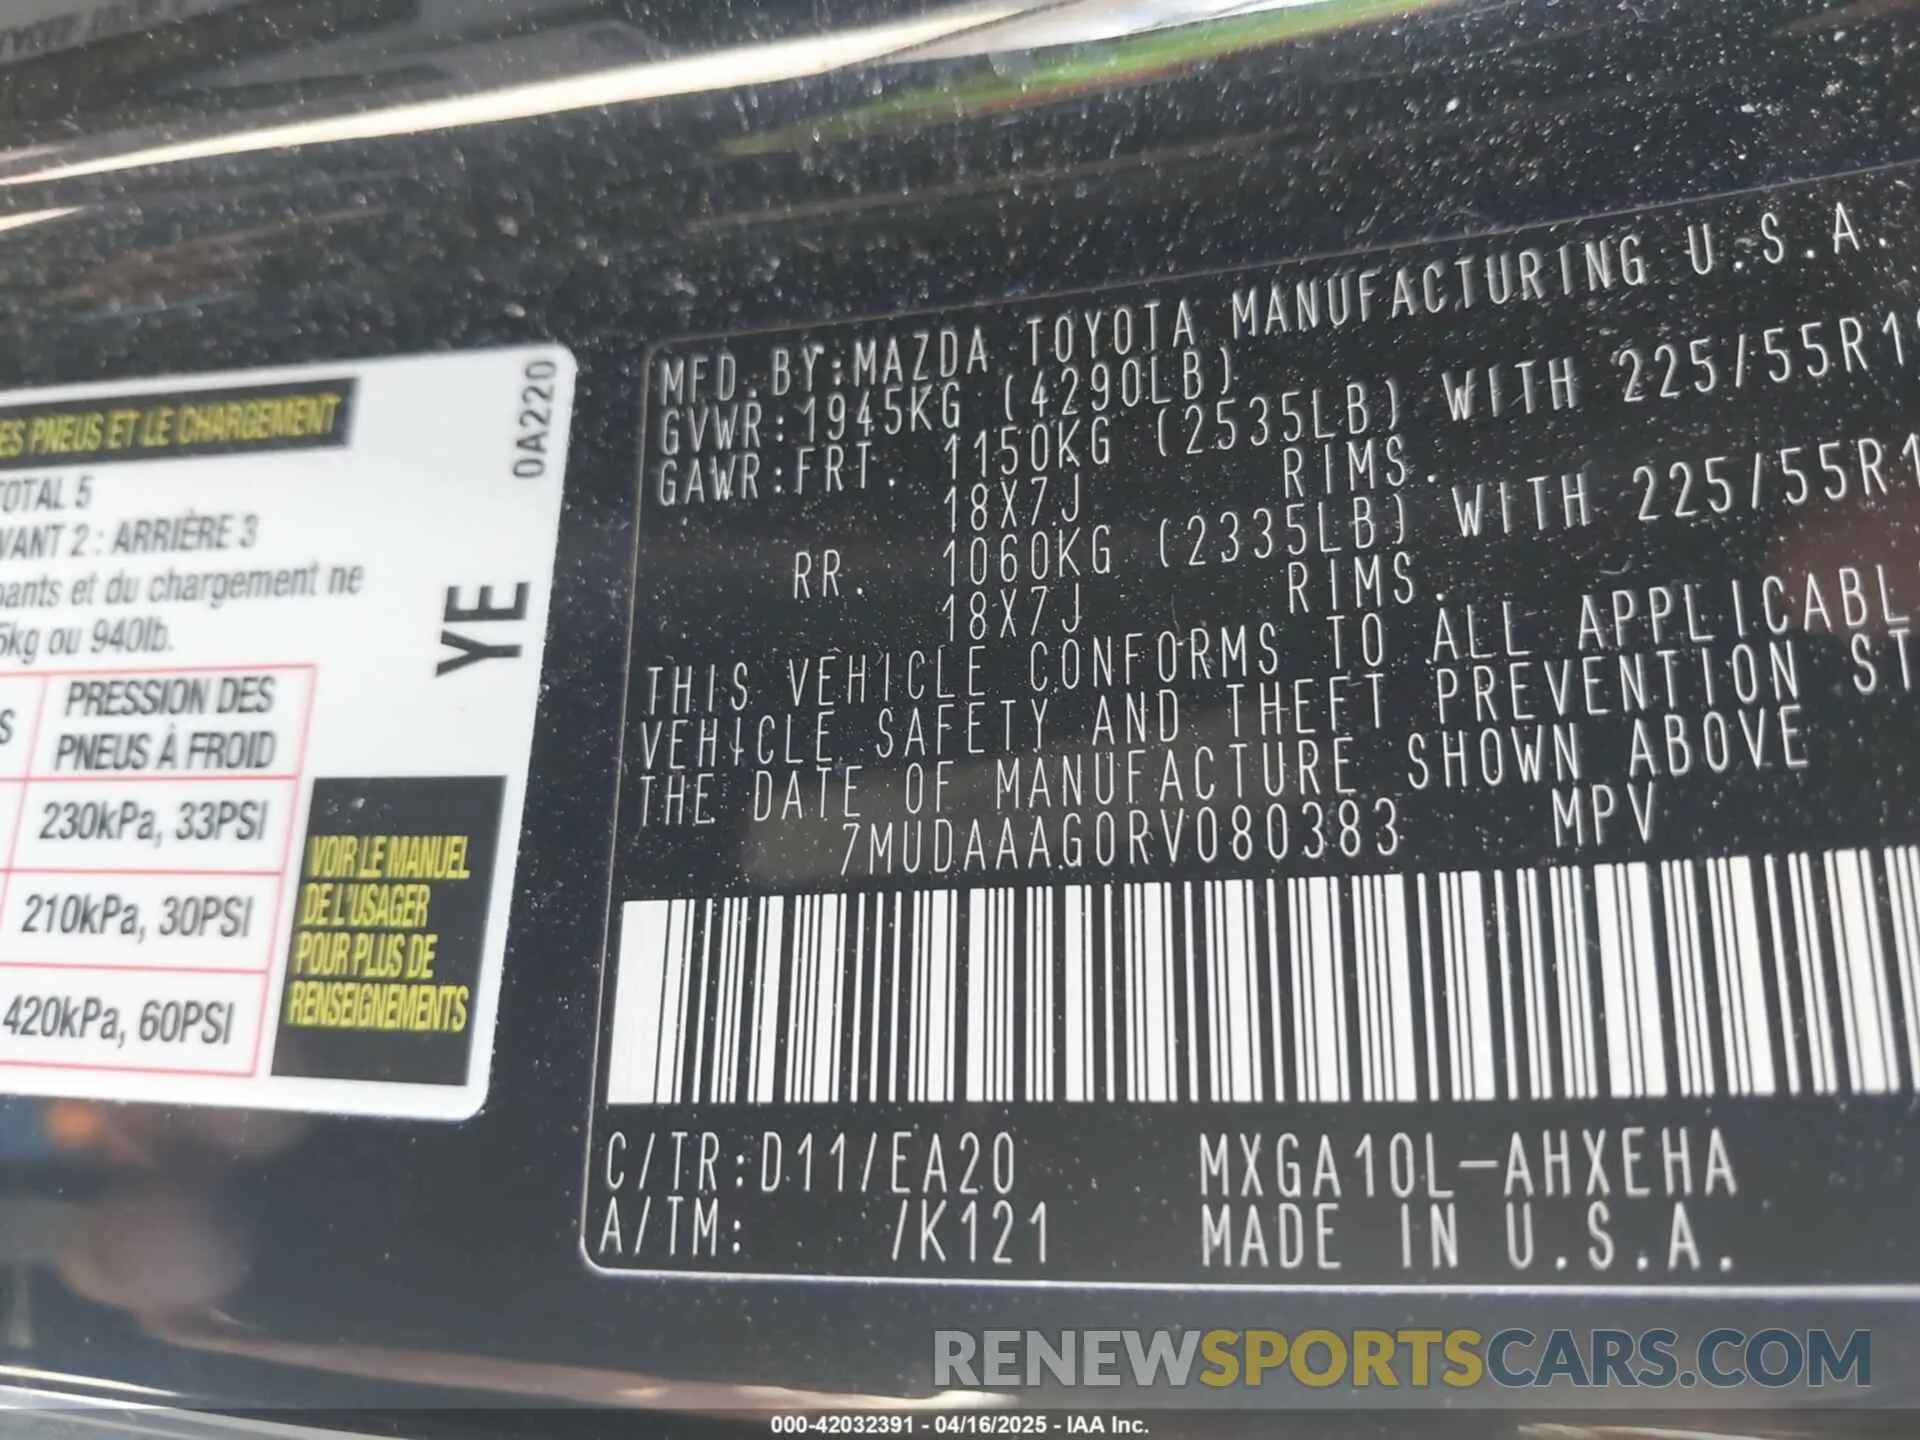 ES PNEUS ET LE CHARGEMENT
0A220
TOTAL 5
VANT 2 : ARRIÈRE 3
pants et du chargement ne
5kg ou 940lb.
YE
S
PRESSION DES
PNEUS À FROID
230kPa, 33PSI
210kPa, 30PSI
420kPa, 60PSI
VOIR LE MANUEL
DE L'USAGER
POUR PLUS DE
RENSEIGNEMENTS
MFD. BY:MAZDA TOYOTA MANUFACTURING U.S.A.
GVWR:1945KG (4290LB)
GAWR:FRT. 1150KG (2535LB) WITH 225/55R1
18X7J RIMS.
RR. 1060KG (2335LB) WITH 225/55R1
18X7J RIMS.
THIS VEHICLE CONFORMS TO ALL APPLICABL
VEHICLE SAFETY AND THEFT PREVENTION ST
THE DATE OF MANUFACTURE SHOWN ABOVE
7MUDAAAG0RV080383 MPV
C/TR:D11/EA20 MXGA10L-AHXEHA
A/TM: /K121 MADE IN U.S.A.
RENEWSPORTSCARS.COM
000-42032391 - 04/16/2025 - IAA Inc.